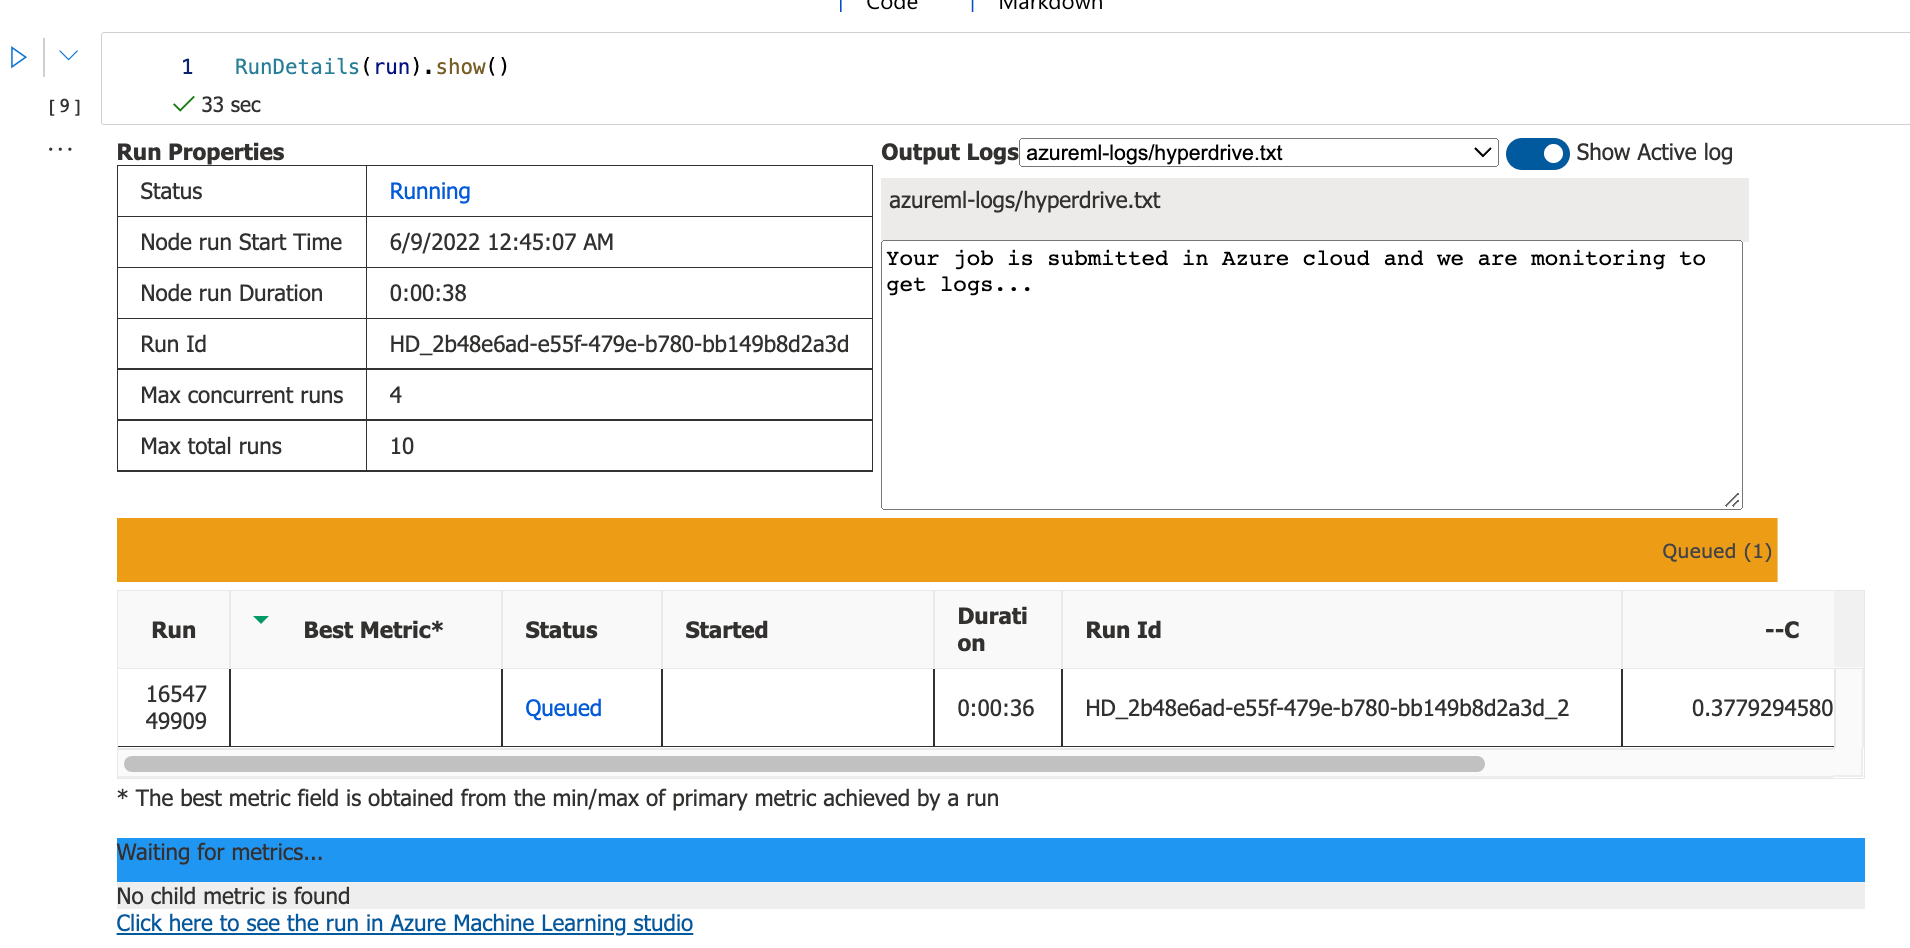 Code
Markdown
1 RunDetails(run).show()
33 sec
[9]
...
Run Properties
Status Running
Node run Start Time 6/9/2022 12:45:07 AM
Node run Duration 0:00:38
Run Id HD_2b48e6ad-e55f-479e-b780-bb149b8d2a3d
Max concurrent runs 4
Max total runs 10
Output Logs azureml-logs/hyperdrive.txt Show Active log
azureml-logs/hyperdrive.txt
Your job is submitted in Azure cloud and we are monitoring to
get logs...
Queued (1)
Run Best Metric* Status Started Durati
on Run Id --C
16547
49909 Queued 0:00:36 HD_2b48e6ad-e55f-479e-b780-bb149b8d2a3d_2 0.3779294580
* The best metric field is obtained from the min/max of primary metric achieved by a run
Waiting for metrics...
No child metric is found
Click here to see the run in Azure Machine Learning studio